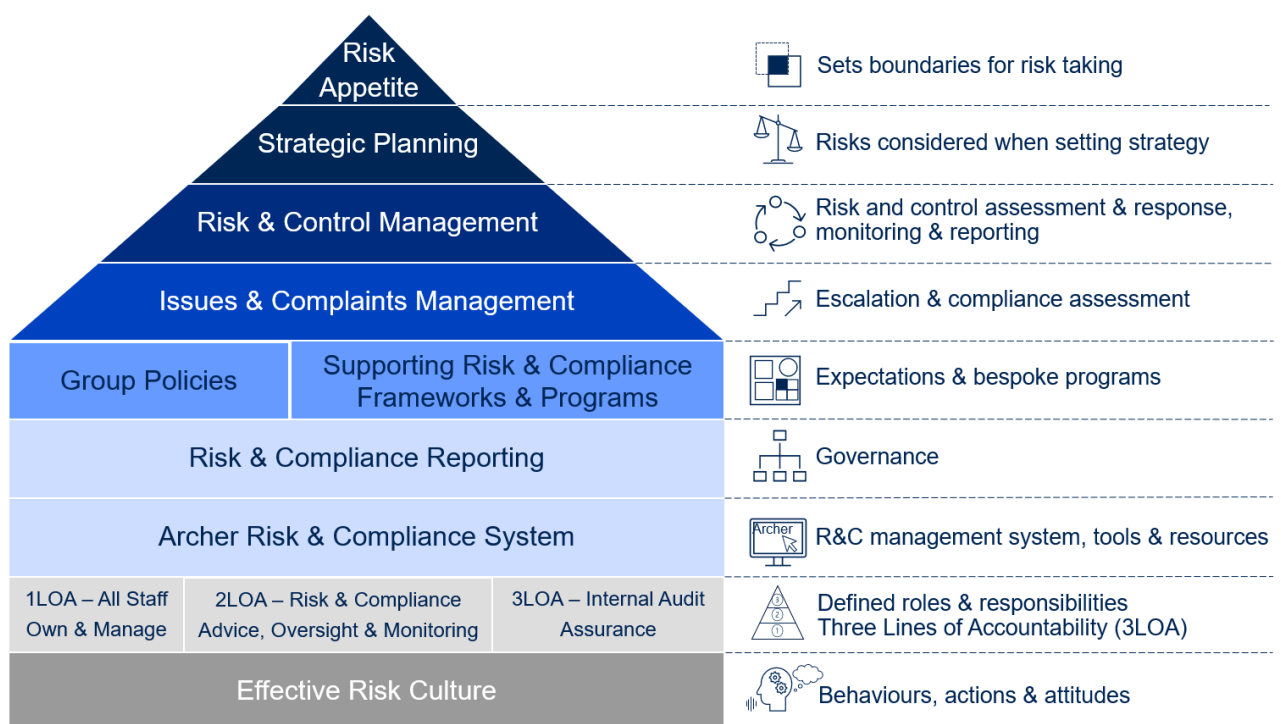 Risk
Appetite
Sets boundaries for risk taking
Strategic Planning
Risks considered when setting strategy
Risk & Control Management
Risk and control assessment & response,
monitoring & reporting
Issues & Complaints Management
Escalation & compliance assessment
Group Policies
Supporting Risk & Compliance
Frameworks & Programs
Expectations & bespoke programs
Risk & Compliance Reporting
Governance
Archer Risk & Compliance System
Archer
R&C management system, tools & resources
1LOA – All Staff
Own & Manage
2LOA – Risk & Compliance
Advice, Oversight & Monitoring
3LOA – Internal Audit
Assurance
3
2
1
Defined roles & responsibilities
Three Lines of Accountability (3LOA)
Effective Risk Culture
Behaviours, actions & attitudes